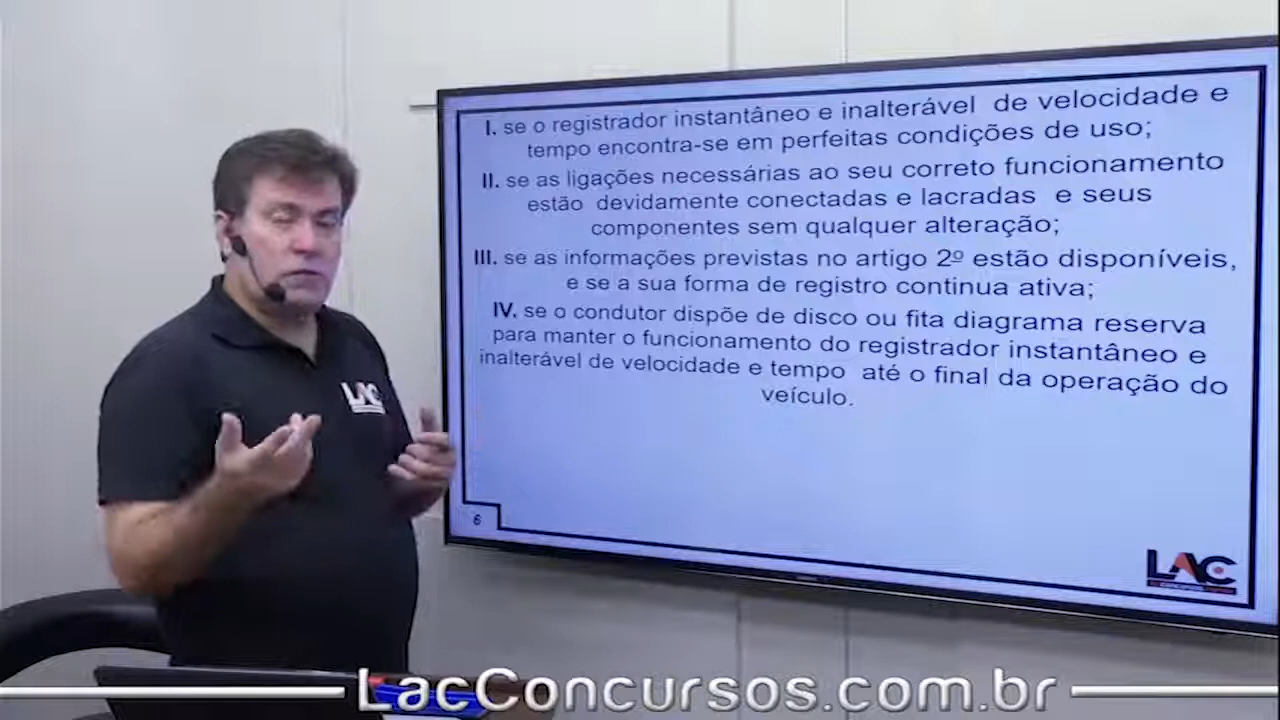 I. se o registrador instantâneo e inalterável de velocidade e
tempo encontra-se em perfeitas condições de uso;
II. se as ligações necessárias ao seu correto funcionamento
estão devidamente conectadas e lacradas e seus
componentes sem qualquer alteração;
III. se as informações previstas no artigo 2º estão disponíveis,
e se a sua forma de registro continua ativa;
IV. se o condutor dispõe de disco ou fita diagrama reserva
para manter o funcionamento do registrador instantâneo e
inalterável de velocidade e tempo até o final da operação do
veículo.
6
LAC
LAC
LacConcursos.com.br